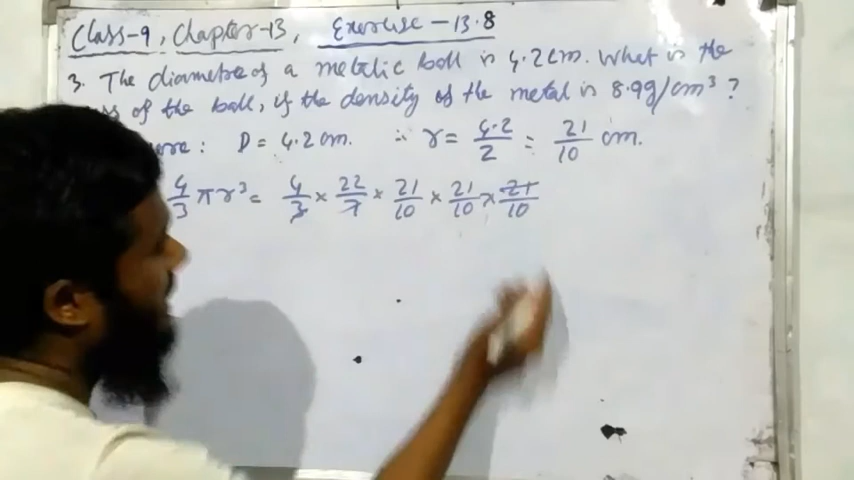 Class-9, Chapter-13, Exercise-13.8
3. The diametre of a metalic ball is 4.2cm. What is the
of the ball, if the density of the metal is 8.9g/cm³ ?
D = 4.2 cm. ∴ r = 4.2/2 = 21/10 cm.
4/3 πr³ = 4/3 × 22/7 × 21/10 × 21/10 × 21/10